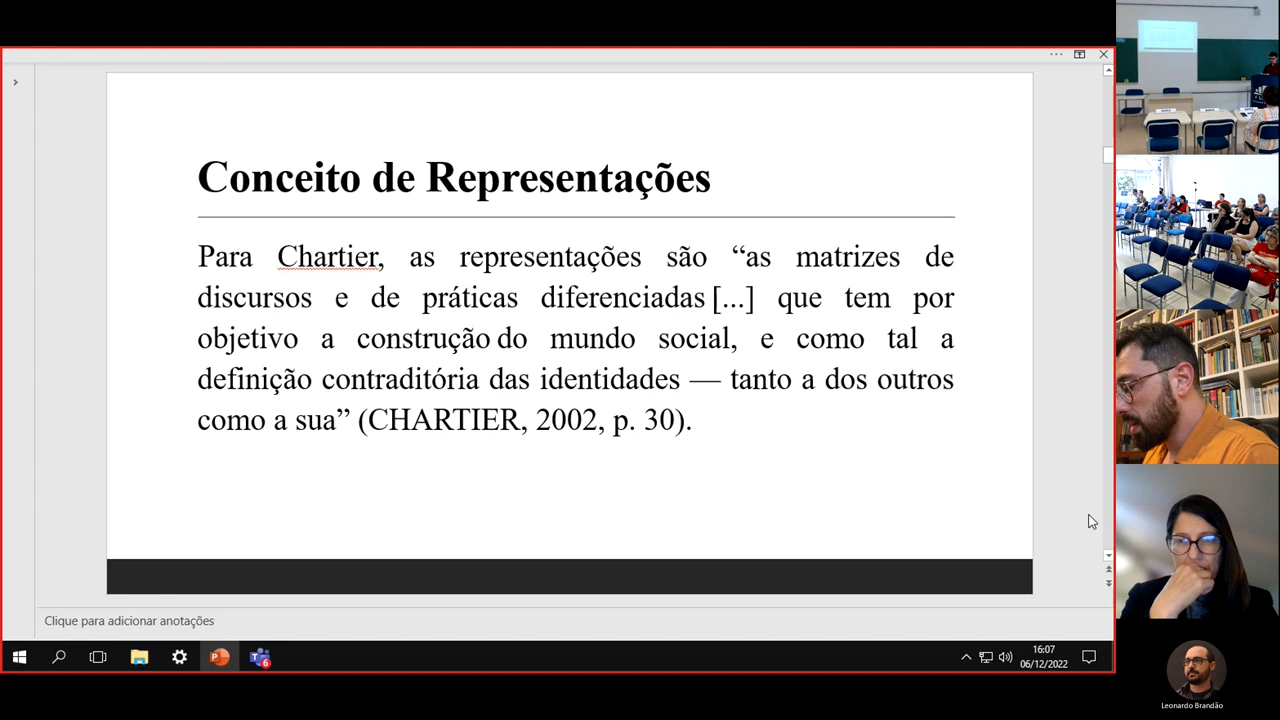 Conceito de Representações
Para Chartier, as representações são “as matrizes de
discursos e de práticas diferenciadas [...] que tem por
objetivo a construção do mundo social, e como tal a
definição contraditória das identidades — tanto a dos outros
como a sua” (CHARTIER, 2002, p. 30).
Clique para adicionar anotações
16:07
06/12/2022
Leonardo Brandão